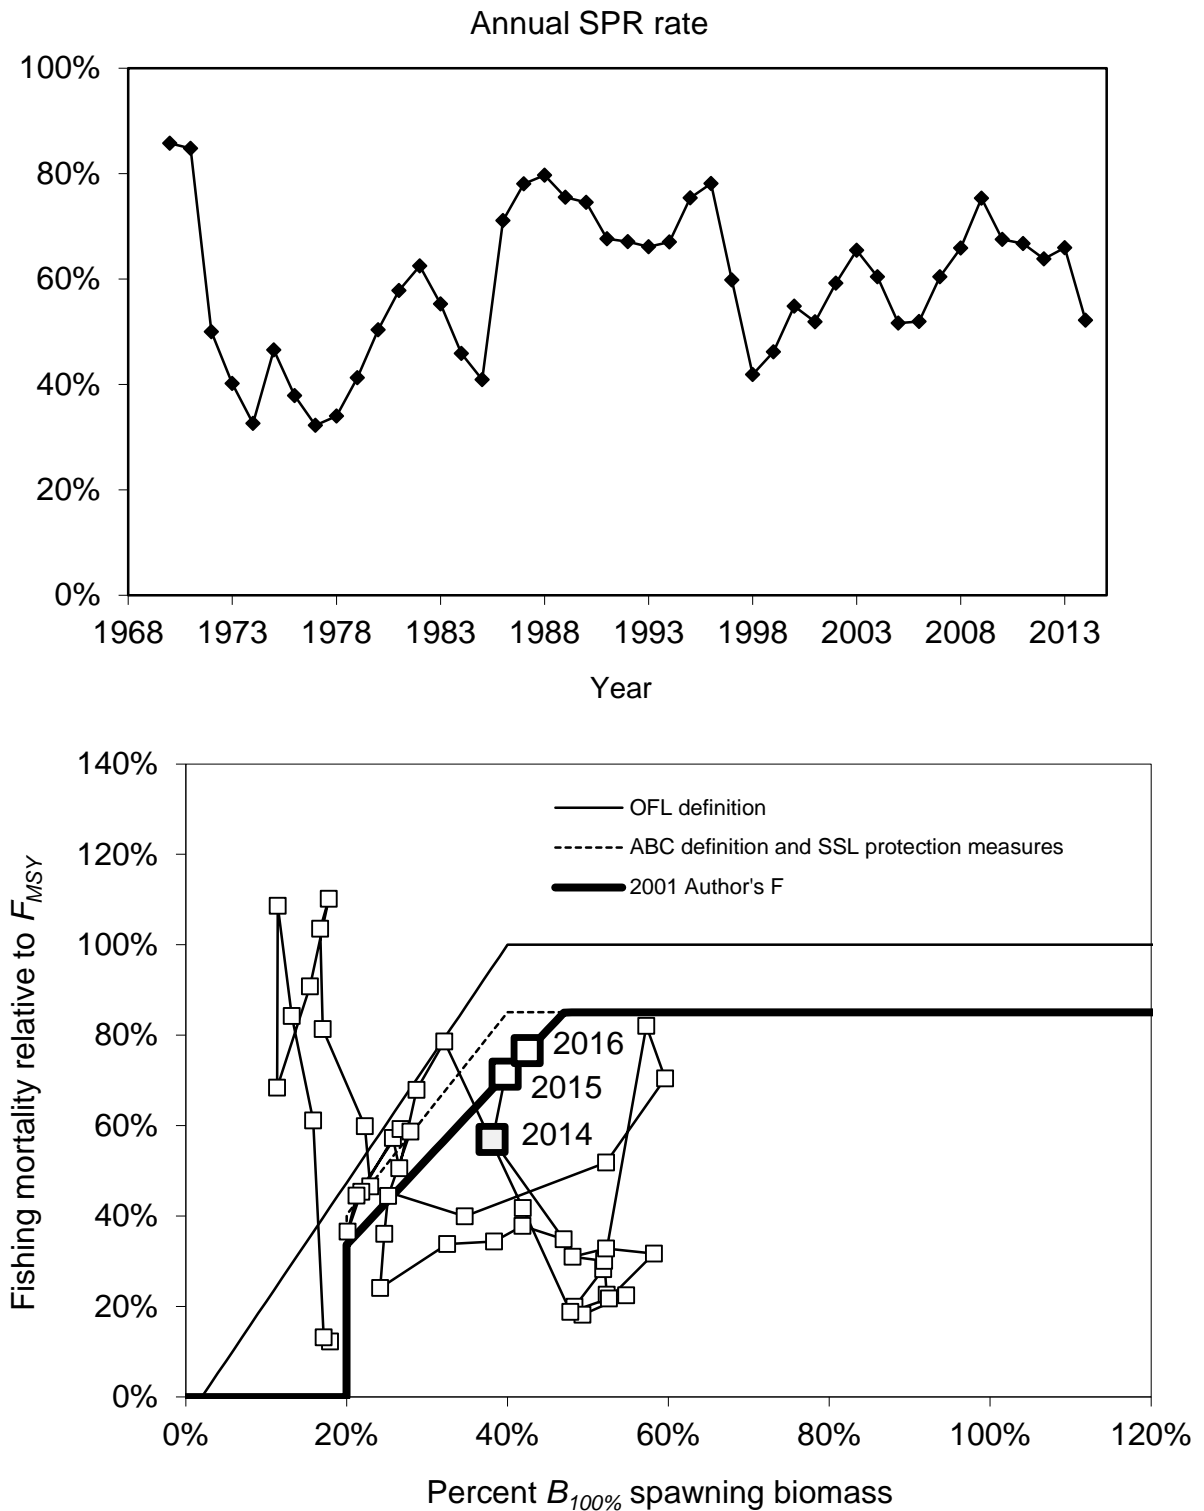 Annual SPR rate
100%
80%
60%
40%
20%
0%
1968 1973 1978 1983 1988 1993 1998 2003 2008 2013
Year
140%
120%
100%
80%
60%
40%
20%
0%
Fishing mortality relative to F_MSY
OFL definition
ABC definition and SSL protection measures
2001 Author's F
2016
2015
2014
0% 20% 40% 60% 80% 100% 120%
Percent B_100% spawning biomass